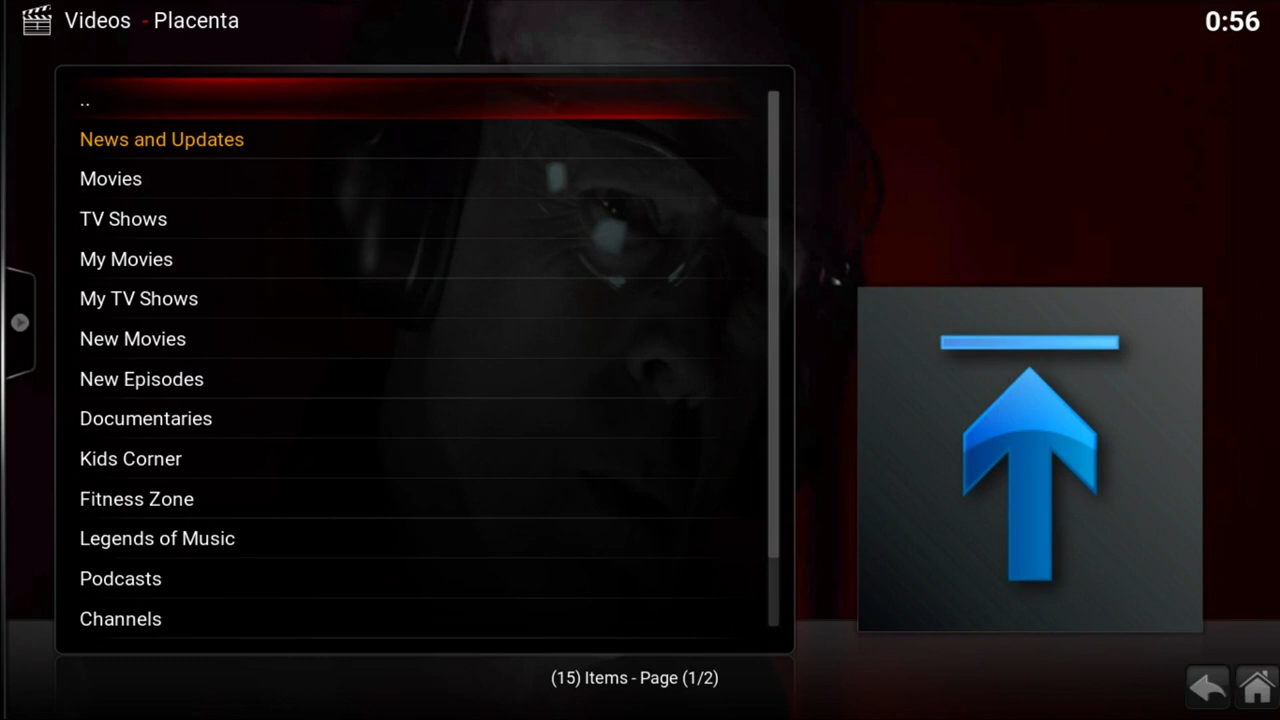 Videos - Placenta
0:56
..
News and Updates
Movies
TV Shows
My Movies
My TV Shows
New Movies
New Episodes
Documentaries
Kids Corner
Fitness Zone
Legends of Music
Podcasts
Channels
(15) Items - Page (1/2)